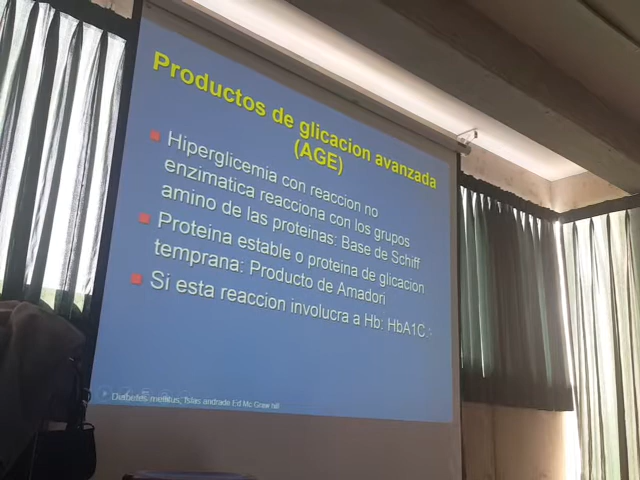 Productos de glicacion avanzada
(AGE)
Hiperglicemia con reaccion no
enzimatica reacciona con los grupos
amino de las proteinas: Base de Schiff
Proteina estable o proteina de glicacion
temprana: Producto de Amadori
Si esta reaccion involucra a Hb: HbA1C.
Diabetes mellitus, Islas andrade Ed Mc Graw hill